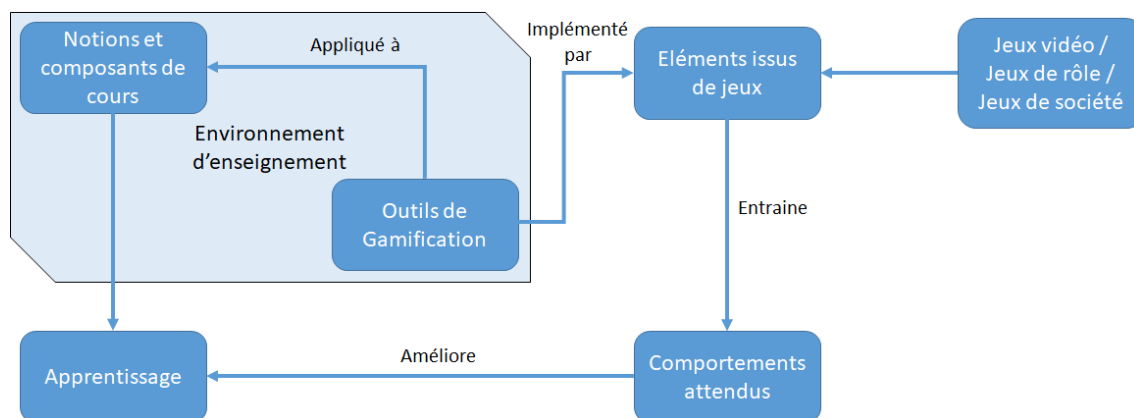 Notions et
composants de
cours
Appliqué à
Environnement
d’enseignement
Outils de
Gamification
Implémenté
par
Eléments issus
de jeux
Jeux vidéo /
Jeux de rôle /
Jeux de société
Entraine
Apprentissage
Améliore
Comportements
attendus